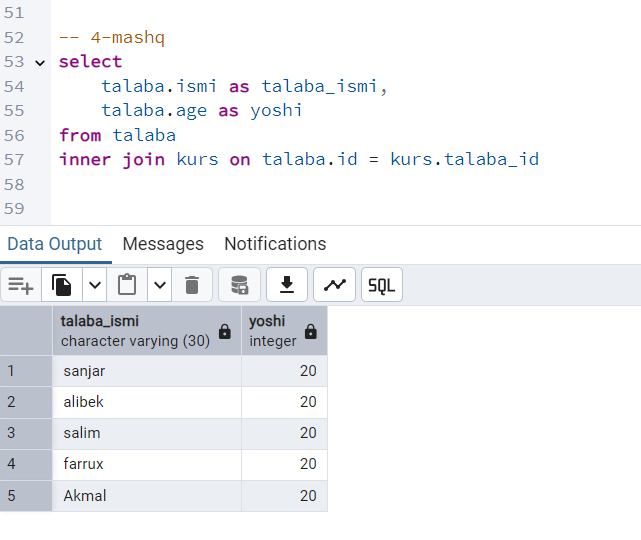 51
52 -- 4-mashq
53 select
54 talaba.ismi as talaba_ismi,
55 talaba.age as yoshi
56 from talaba
57 inner join kurs on talaba.id = kurs.talaba_id
58
59
Data Output Messages Notifications
SQL
talaba_ismi yoshi
character varying (30) integer
1 sanjar 20
2 alibek 20
3 salim 20
4 farrux 20
5 Akmal 20